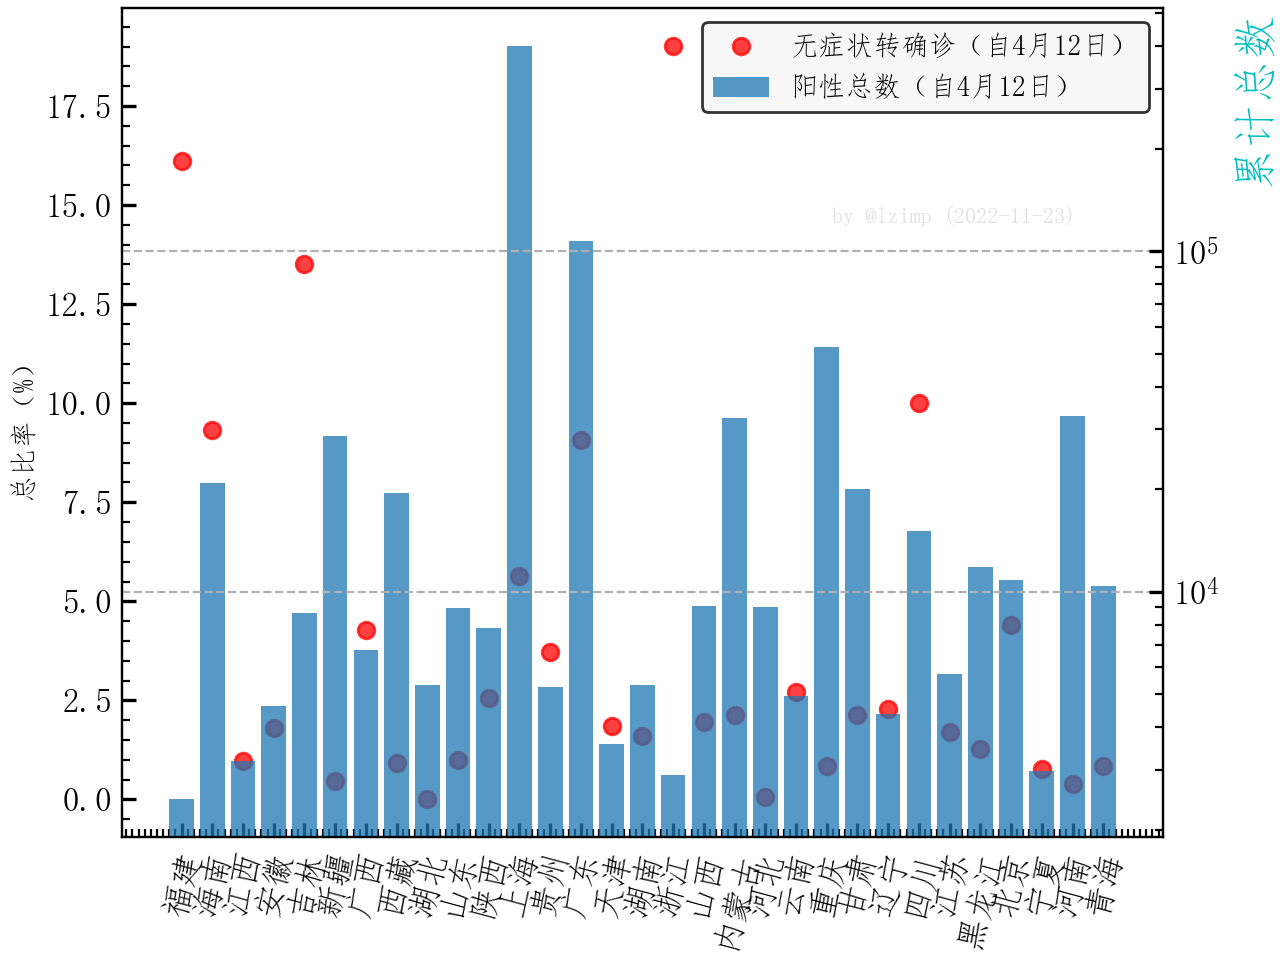 无症状转确诊（自4月12日）
阳性总数（自4月12日）
by @lzimp (2022-11-23)
总比率 (%)
累计总数
17.5
15.0
12.5
10.0
7.5
5.0
2.5
0.0
10⁵
10⁴
福建
海南
江西
安徽
吉林
新疆
广西
西藏
湖北
山东
陕西
上海
贵州
广东
天津
湖南
浙江
山西
内蒙古
河北
云南
重庆
甘肃
辽宁
四川
江苏
黑龙江
北京
宁夏
河南
青海